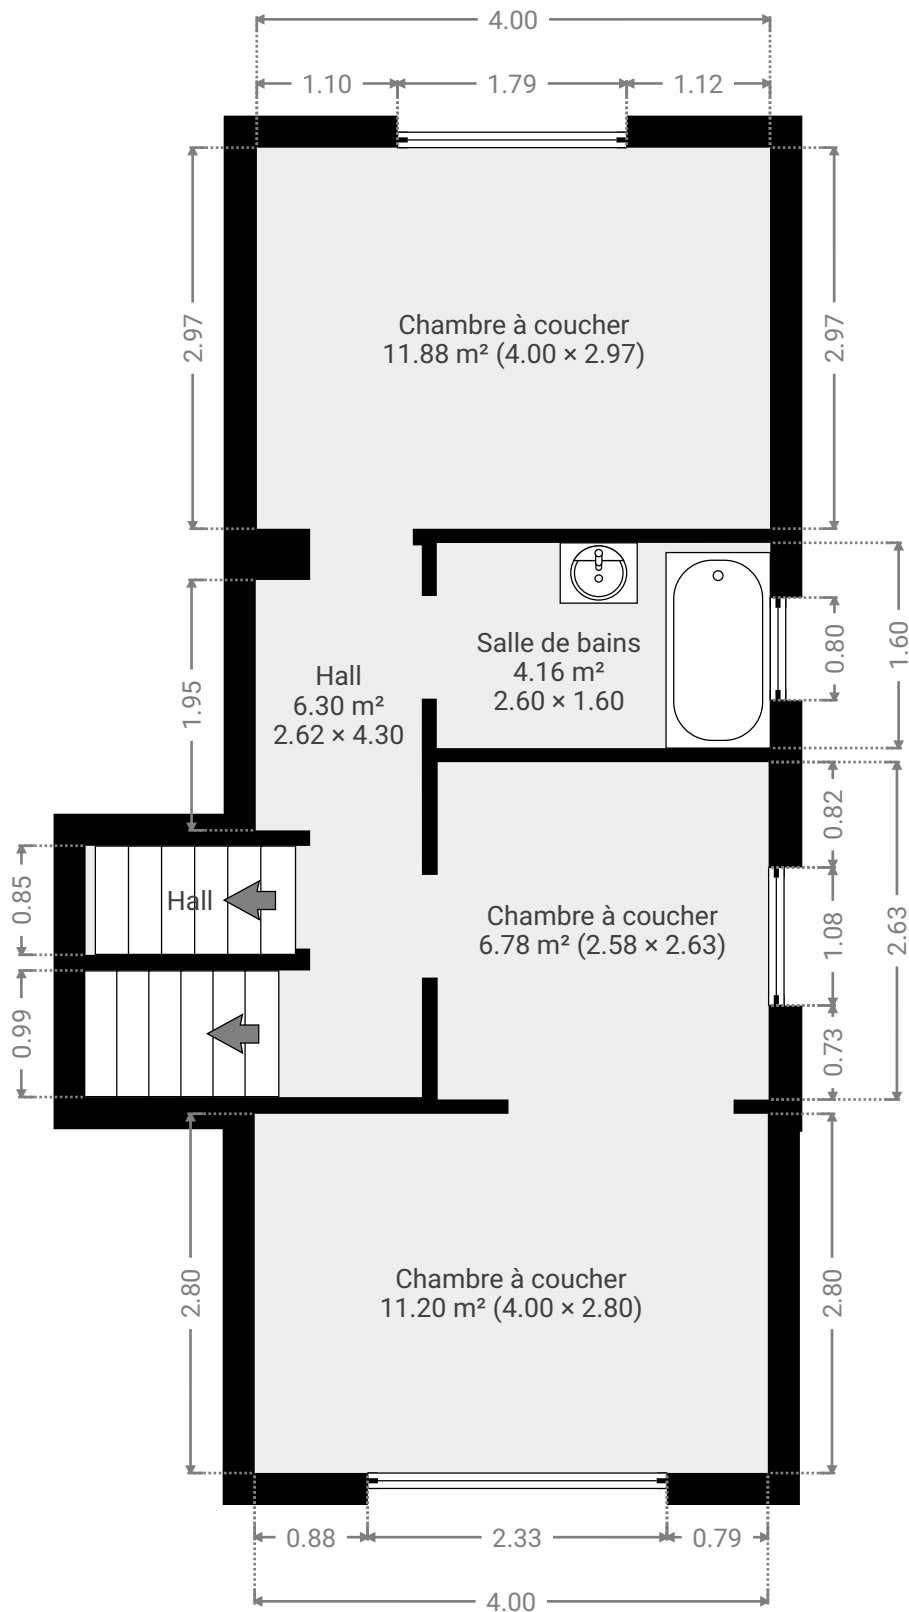 4.00
1.10
1.79
1.12
2.97
2.97
Chambre à coucher
11.88 m² (4.00 × 2.97)
1.95
Hall
6.30 m²
2.62 × 4.30
Salle de bains
4.16 m²
2.60 × 1.60
0.80
1.60
0.85
Hall
0.99
Chambre à coucher
6.78 m² (2.58 × 2.63)
0.82
1.08
0.73
2.63
2.80
Chambre à coucher
11.20 m² (4.00 × 2.80)
2.80
0.88
2.33
0.79
4.00